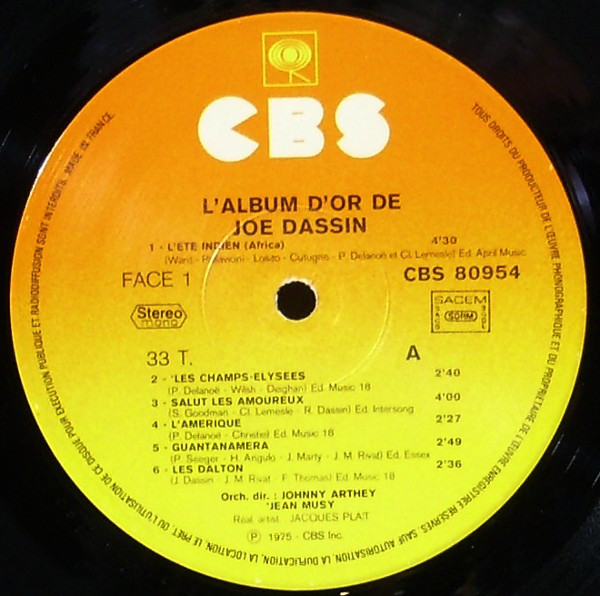 CBS
L'ALBUM D'OR DE
JOE DASSIN
1 - L'ETE INDIEN (Africa) 4'30
(Ward - Pallavicini - Losito - Cutugno - P. Delanoë et Cl. Lemesle) Ed. April Music
FACE 1
CBS 80954
Stereo
mono
SACEM
SDRM
33 T.
A
2 - 'LES CHAMPS-ELYSEES 2'40
(P. Delanoë - Wilsh - Deighan) Ed. Music 18
3 - SALUT LES AMOUREUX 4'00
(S. Goodman - Cl. Lemesle - R. Dassin) Ed. Intersong
4 - L'AMERIQUE 2'27
(P. Delanoë - Christie) Ed. Music 18
5 - GUANTANAMERA 2'49
(P. Seeger - H. Angulo - J. Marty - J.M. Rivat) Ed. Essex
6 - LES DALTON 2'36
(J. Dassin - J.M. Rivat - F. Thomas) Ed. Music 18
Orch. dir. : JOHNNY ARTHEY
'JEAN MUSY
Réal. artist. : JACQUES PLAIT
℗ 1975 - CBS Inc.
TOUS DROITS DU PRODUCTEUR DE L'ŒUVRE PHONOGRAPHIQUE ET DU PROPRIETAIRE DE L'ŒUVRE ENREGISTREE RESERVES. SAUF AUTORISATION, LA DUPLICATION, LA LOCATION, LE PRET, OU L'UTILISATION DE CE DISQUE POUR EXECUTION PUBLIQUE ET RADIODIFFUSION SONT INTERDITS. MADE IN FRANCE.